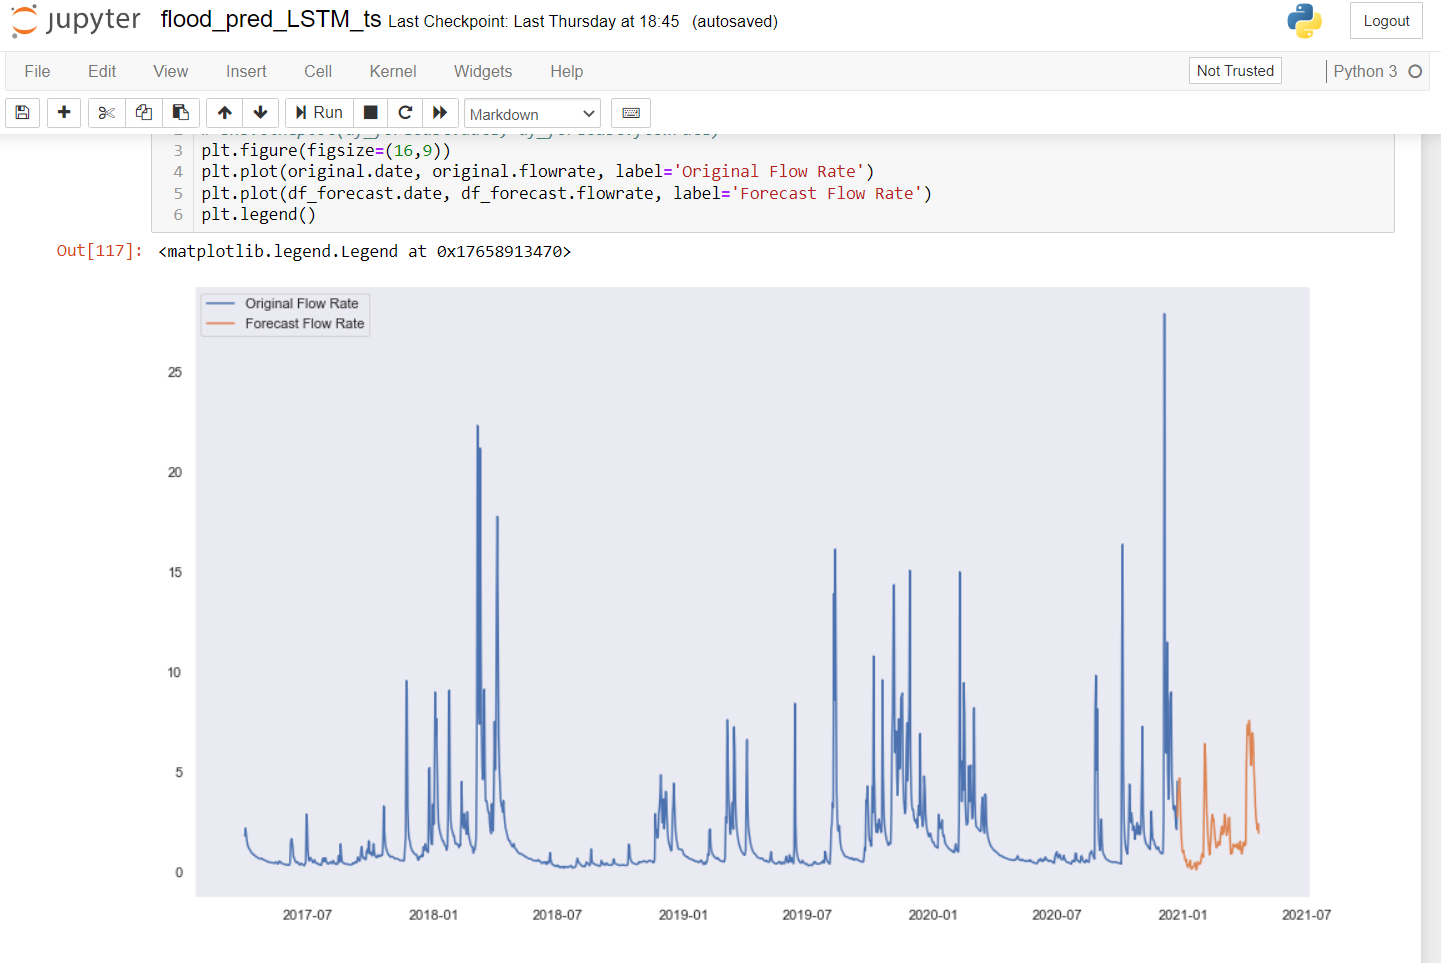 jupyter flood_pred_LSTM_ts Last Checkpoint: Last Thursday at 18:45 (autosaved)
Logout
File Edit View Insert Cell Kernel Widgets Help
Not Trusted
Python 3
Run
Markdown
3 plt.figure(figsize=(16,9))
4 plt.plot(original.date, original.flowrate, label='Original Flow Rate')
5 plt.plot(df_forecast.date, df_forecast.flowrate, label='Forecast Flow Rate')
6 plt.legend()
Out[117]: <matplotlib.legend.Legend at 0x17658913470>
Original Flow Rate
Forecast Flow Rate
25
20
15
10
5
0
2017-07 2018-01 2018-07 2019-01 2019-07 2020-01 2020-07 2021-01 2021-07